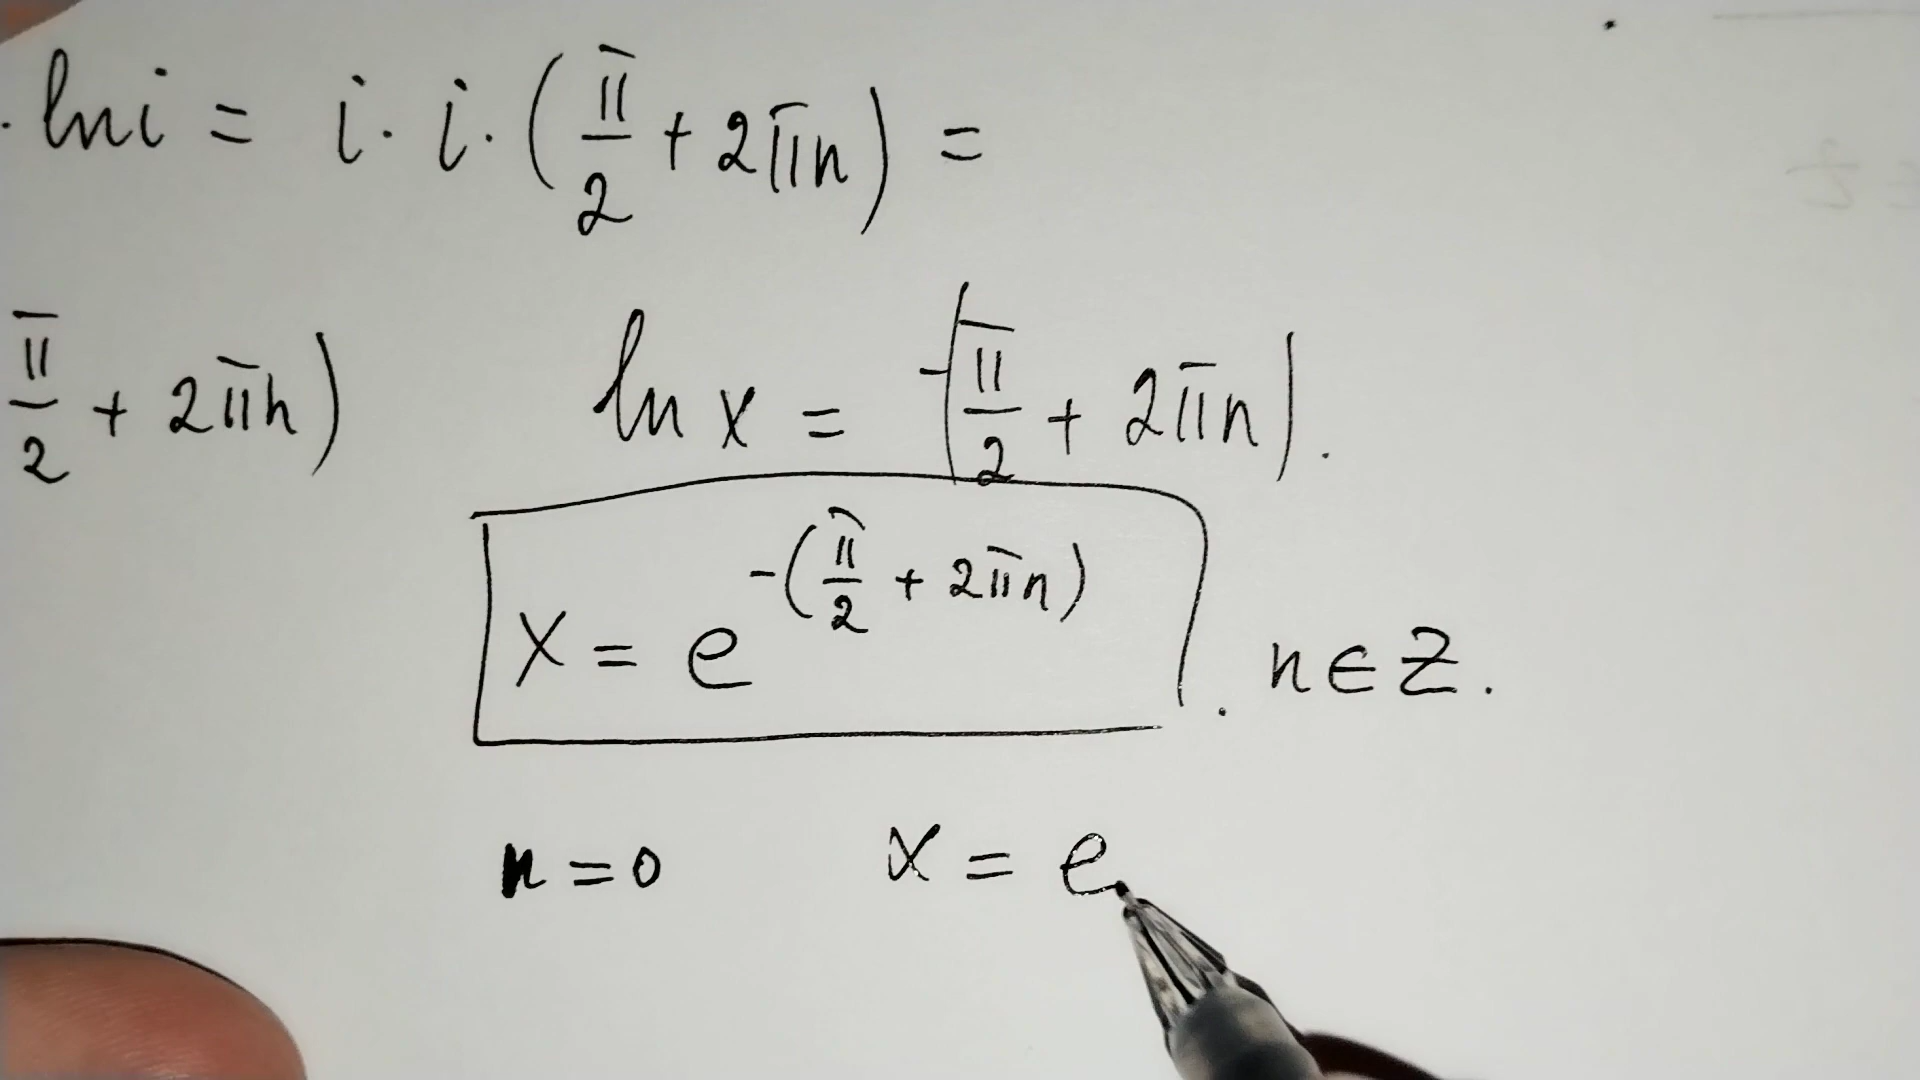 · ln i = i · i · (π/2 + 2πn) =
π/2 + 2πn)
ln x = -(π/2 + 2πn).
x = e^-(π/2 + 2πn) . n ∈ Z.
n = 0 x = e